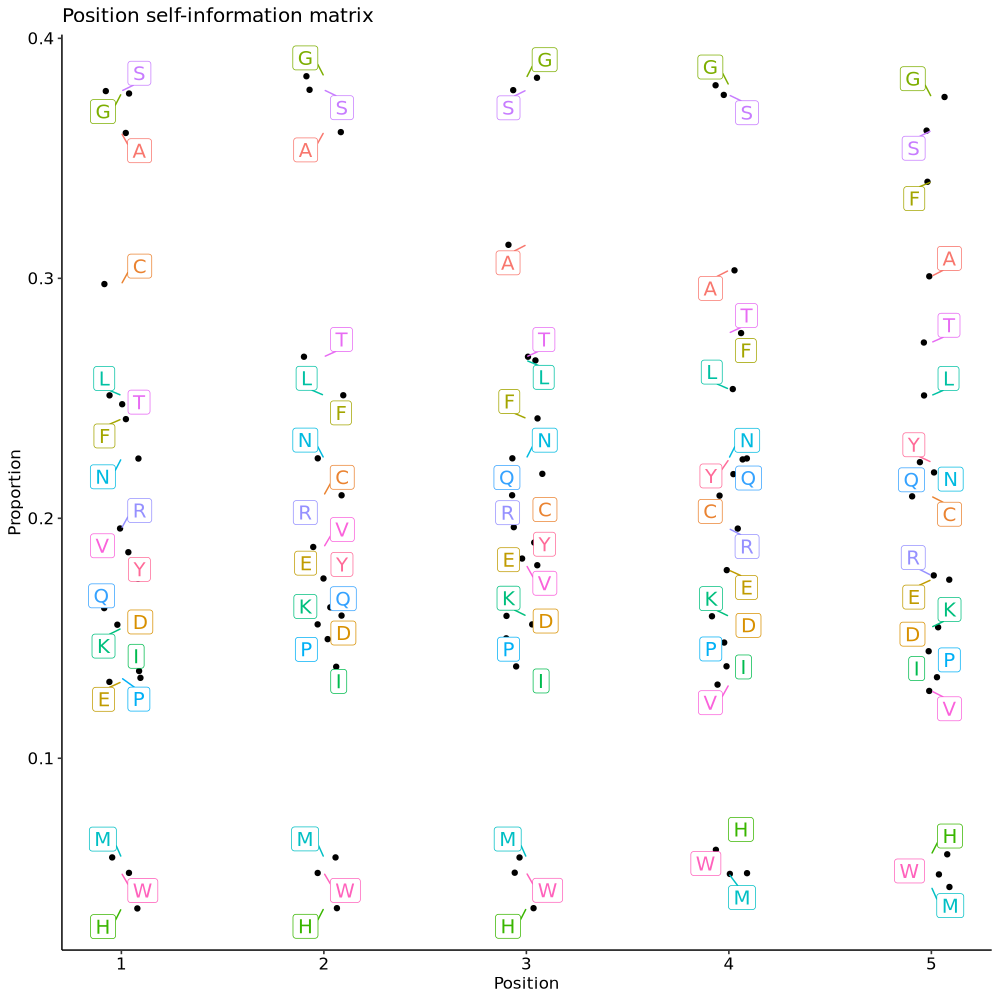 Position self-information matrix
0.4
0.3
0.2
0.1
Proportion
S
G
A
C
L
T
F
N
R
V
Y
Q
D
K
I
E
P
M
W
H
G
S
A
T
L
F
N
C
R
V
E
Y
Q
K
D
P
I
M
W
H
G
S
A
T
L
F
N
Q
C
R
Y
E
V
K
D
P
I
M
W
H
G
S
A
T
F
L
N
Y
Q
C
R
E
K
D
P
I
V
H
W
M
G
S
F
A
T
L
Y
Q
N
C
R
E
K
D
P
I
V
H
W
M
1 2 3 4 5
Position